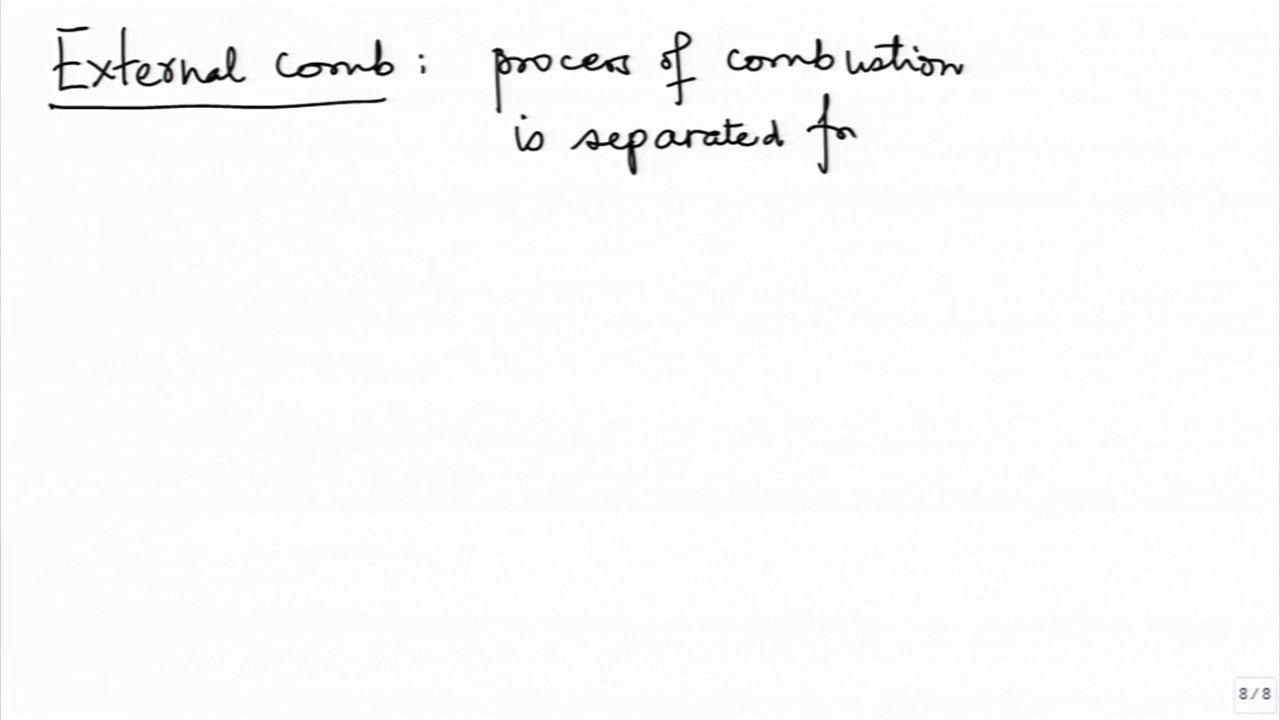 External comb : process of combustion
is separated fr
8/8